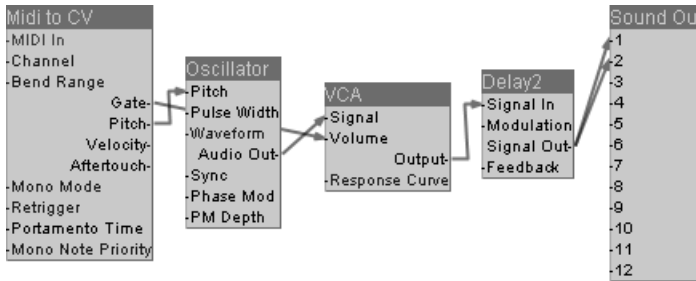 Midi to CV
-MIDI In
-Channel
-Bend Range
Gate-
Pitch-
Velocity-
Aftertouch-
-Mono Mode
-Retrigger
-Portamento Time
-Mono Note Priority
Oscillator
-Pitch
-Pulse Width
-Waveform
Audio Out-
-Sync
-Phase Mod
-PM Depth
VCA
-Signal
-Volume
Output-
-Response Curve
Delay2
-Signal In
-Modulation
Signal Out-
-Feedback
Sound Ou
-1
-2
-3
-4
-5
-6
-7
-8
-9
-10
-11
-12